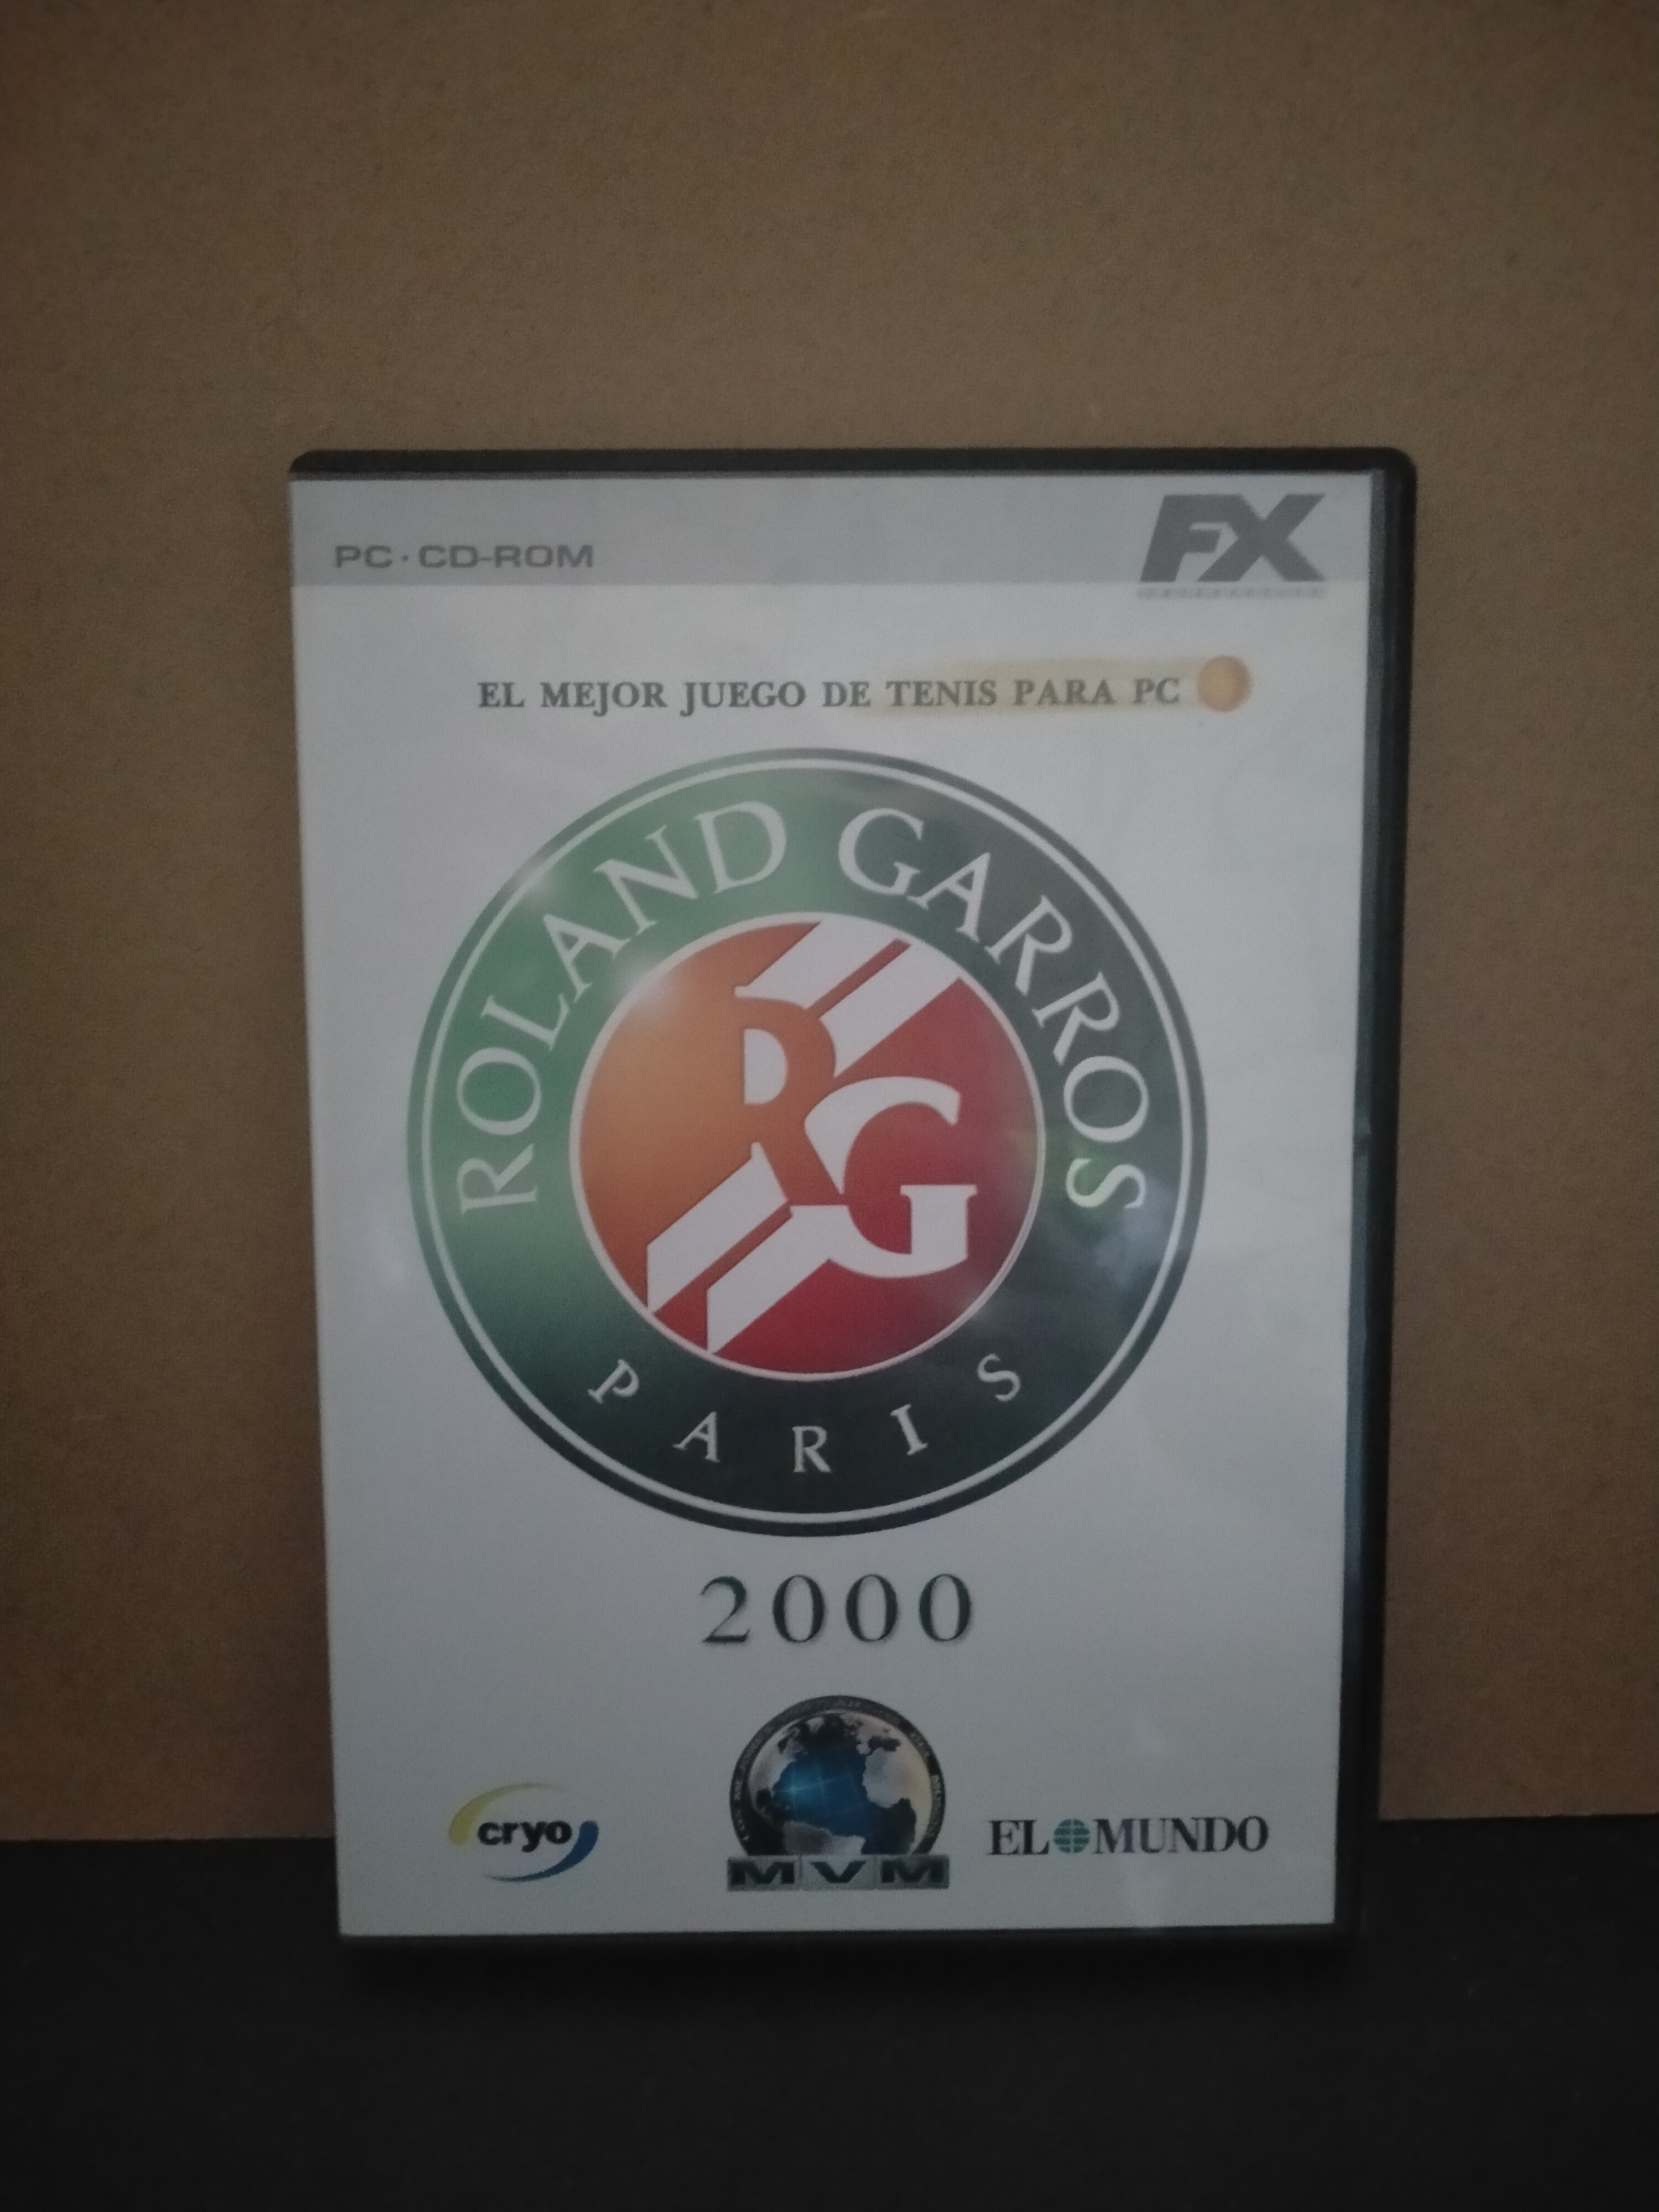 PC · CD-ROM
FX
INTERACTIVE
EL MEJOR JUEGO DE TENIS PARA PC
ROLAND GARROS
RG
PARIS
2000
cryo
MVM
EL MUNDO